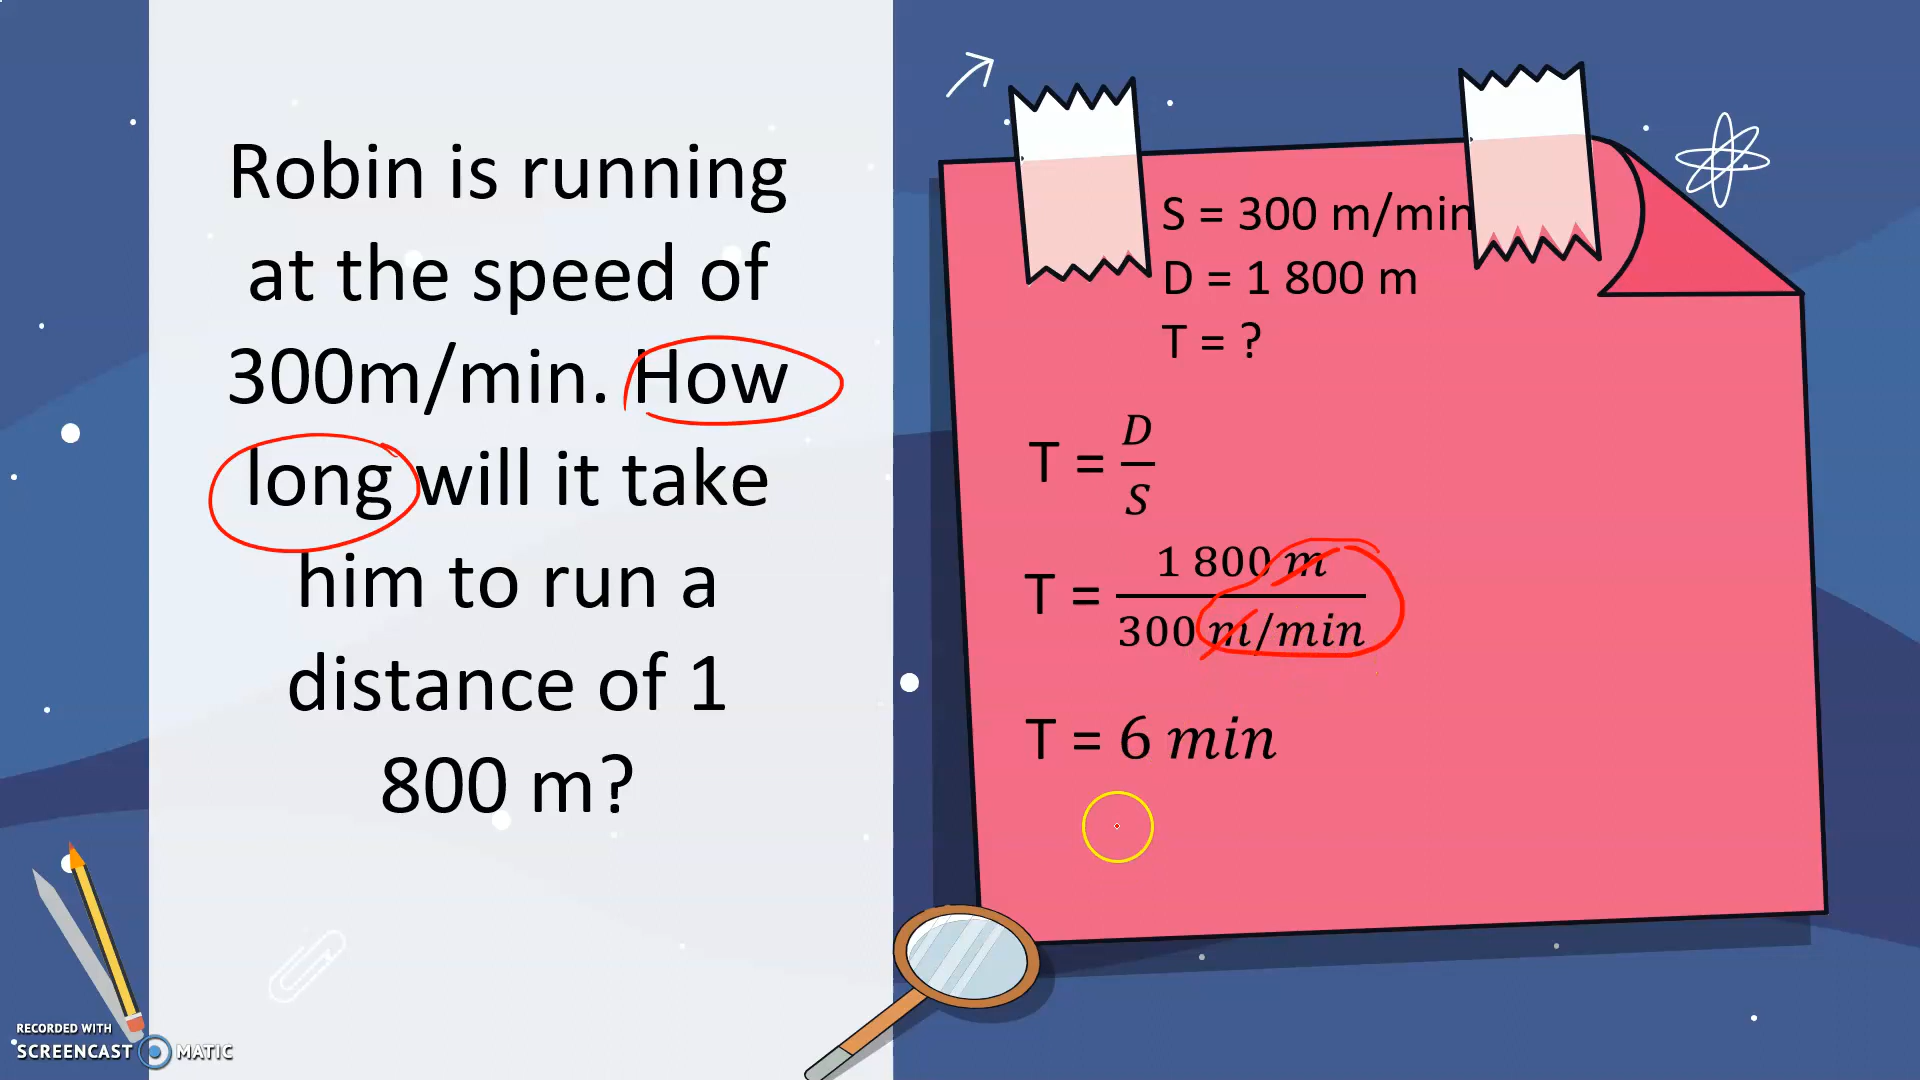 Robin is running
at the speed of
300m/min. How
long will it take
him to run a
distance of 1
800 m?
S = 300 m/min
D = 1 800 m
T = ?
T = D/S
T = 1 800 m / 300 m/min
T = 6 min
RECORDED WITH
SCREENCAST MATIC